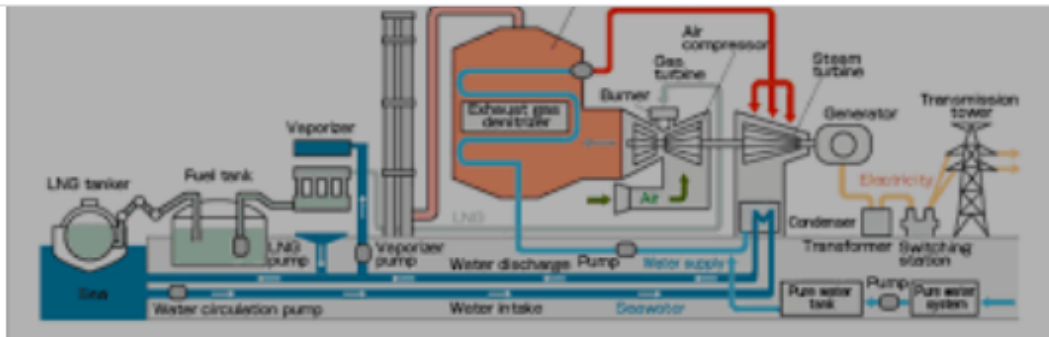 Air
compressor
Gas
turbine
Steam
turbine
Burner
Generator
Transmission
tower
Exhaust gas
denitrizer
Vaporizer
LNG tanker
Fuel tank
Electricity
Air
LNG
Condenser
LNG
pump
Vaporizer
pump
Water discharge
Pump
Water supply
Transformer
Switching
station
Sea
Water circulation pump
Water intake
Seawater
Pure water
tank
Pump
Pure water
system